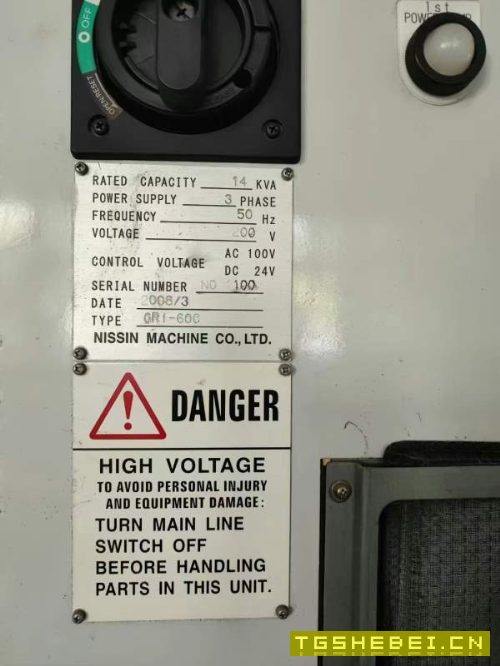 OFF
OPEN/RESET
1st
RATED CAPACITY 14 KVA
POWER SUPPLY 3 PHASE
FREQUENCY 50 Hz
VOLTAGE 200 V
CONTROL VOLTAGE AC 100V
DC 24V
SERIAL NUMBER NO 100
DATE 2008/3
TYPE
NISSIN MACHINE CO.,LTD.
DANGER
HIGH VOLTAGE
TO AVOID PERSONAL INJURY
AND EQUIPMENT DAMAGE:
TURN MAIN LINE
SWITCH OFF
BEFORE HANDLING
PARTS IN THIS UNIT.
TGSHEBEI.CN